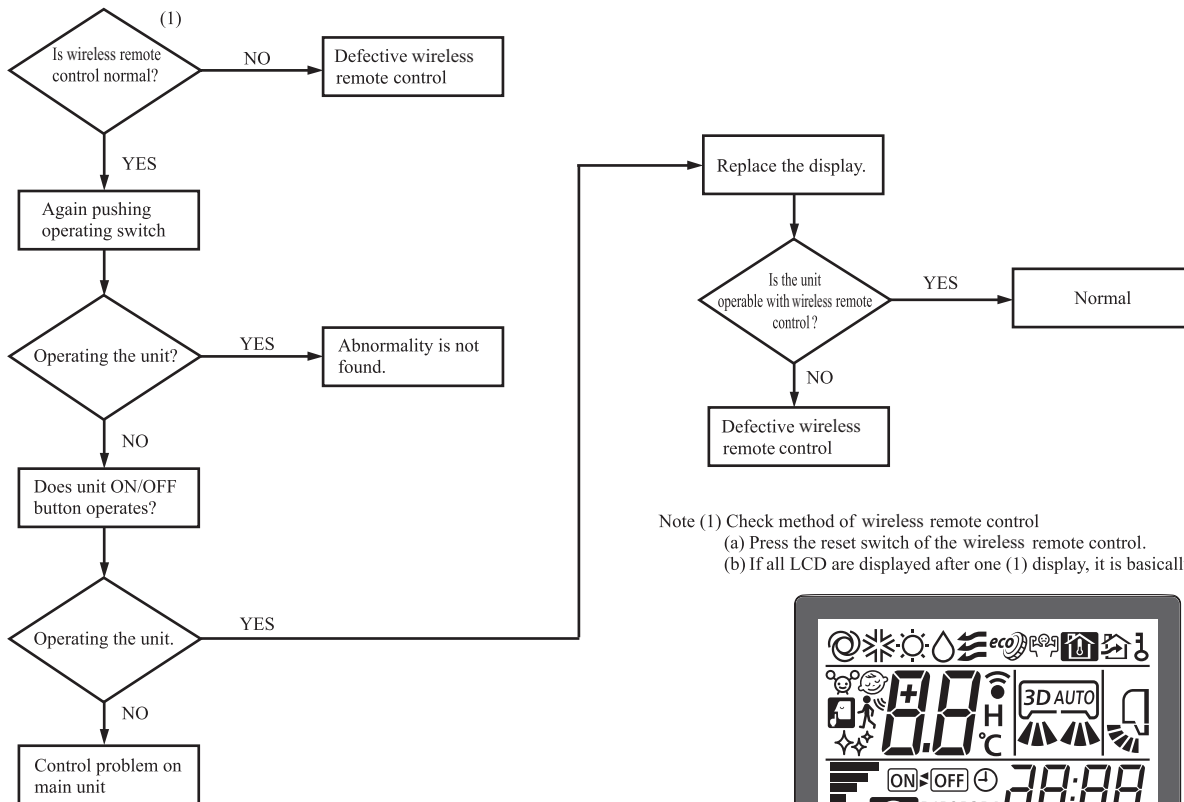 (1)
Is wireless remote
control normal?
NO
Defective wireless
remote control
YES
Again pushing
operating switch
Operating the unit?
YES
Abnormality is not
found.
NO
Does unit ON/OFF
button operates?
Operating the unit.
YES
NO
Control problem on
main unit
Replace the display.
Is the unit
operable with wireless remote
control ?
YES
Normal
NO
Defective wireless
remote control
Note (1) Check method of wireless remote control
(a) Press the reset switch of the wireless remote control.
(b) If all LCD are displayed after one (1) display, it is basicall
eco
+
8.8
H
°C
3D AUTO
ON
OFF